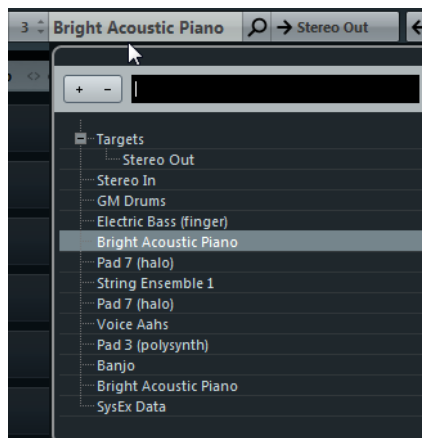 3 Bright Acoustic Piano → Stereo Out
+ -
Targets
Stereo Out
Stereo In
GM Drums
Electric Bass (finger)
Bright Acoustic Piano
Pad 7 (halo)
String Ensemble 1
Pad 7 (halo)
Voice Aahs
Pad 3 (polysynth)
Banjo
Bright Acoustic Piano
SysEx Data